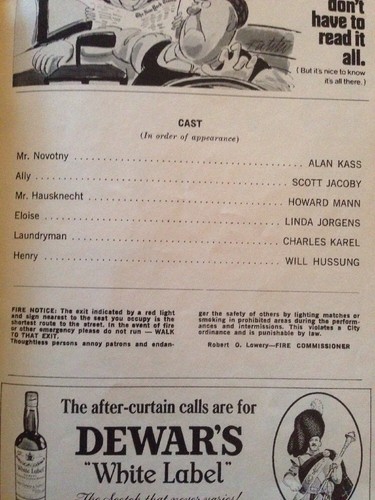 don't
have to
read it
all.
(But it's nice to know
it's all there.)
CAST
(In order of appearance)
Mr. Novotny ALAN KASS
Ally SCOTT JACOBY
Mr. Hausknecht HOWARD MANN
Eloise LINDA JORGENS
Laundryman CHARLES KAREL
Henry WILL HUSSUNG
FIRE NOTICE: The exit indicated by a red light
and sign nearest to the seat you occupy is the
shortest route to the street. In the event of fire
or other emergency please do not run — WALK
TO THAT EXIT.
Thoughtless persons annoy patrons and endan-
ger the safety of others by lighting matches or
smoking in prohibited areas during the perform-
ances and intermissions. This violates a City
ordinance and is punishable by law.
Robert O. Lowery—FIRE COMMISSIONER
The after-curtain calls are for
DEWAR'S
"White Label"
The Scotch that never varies!